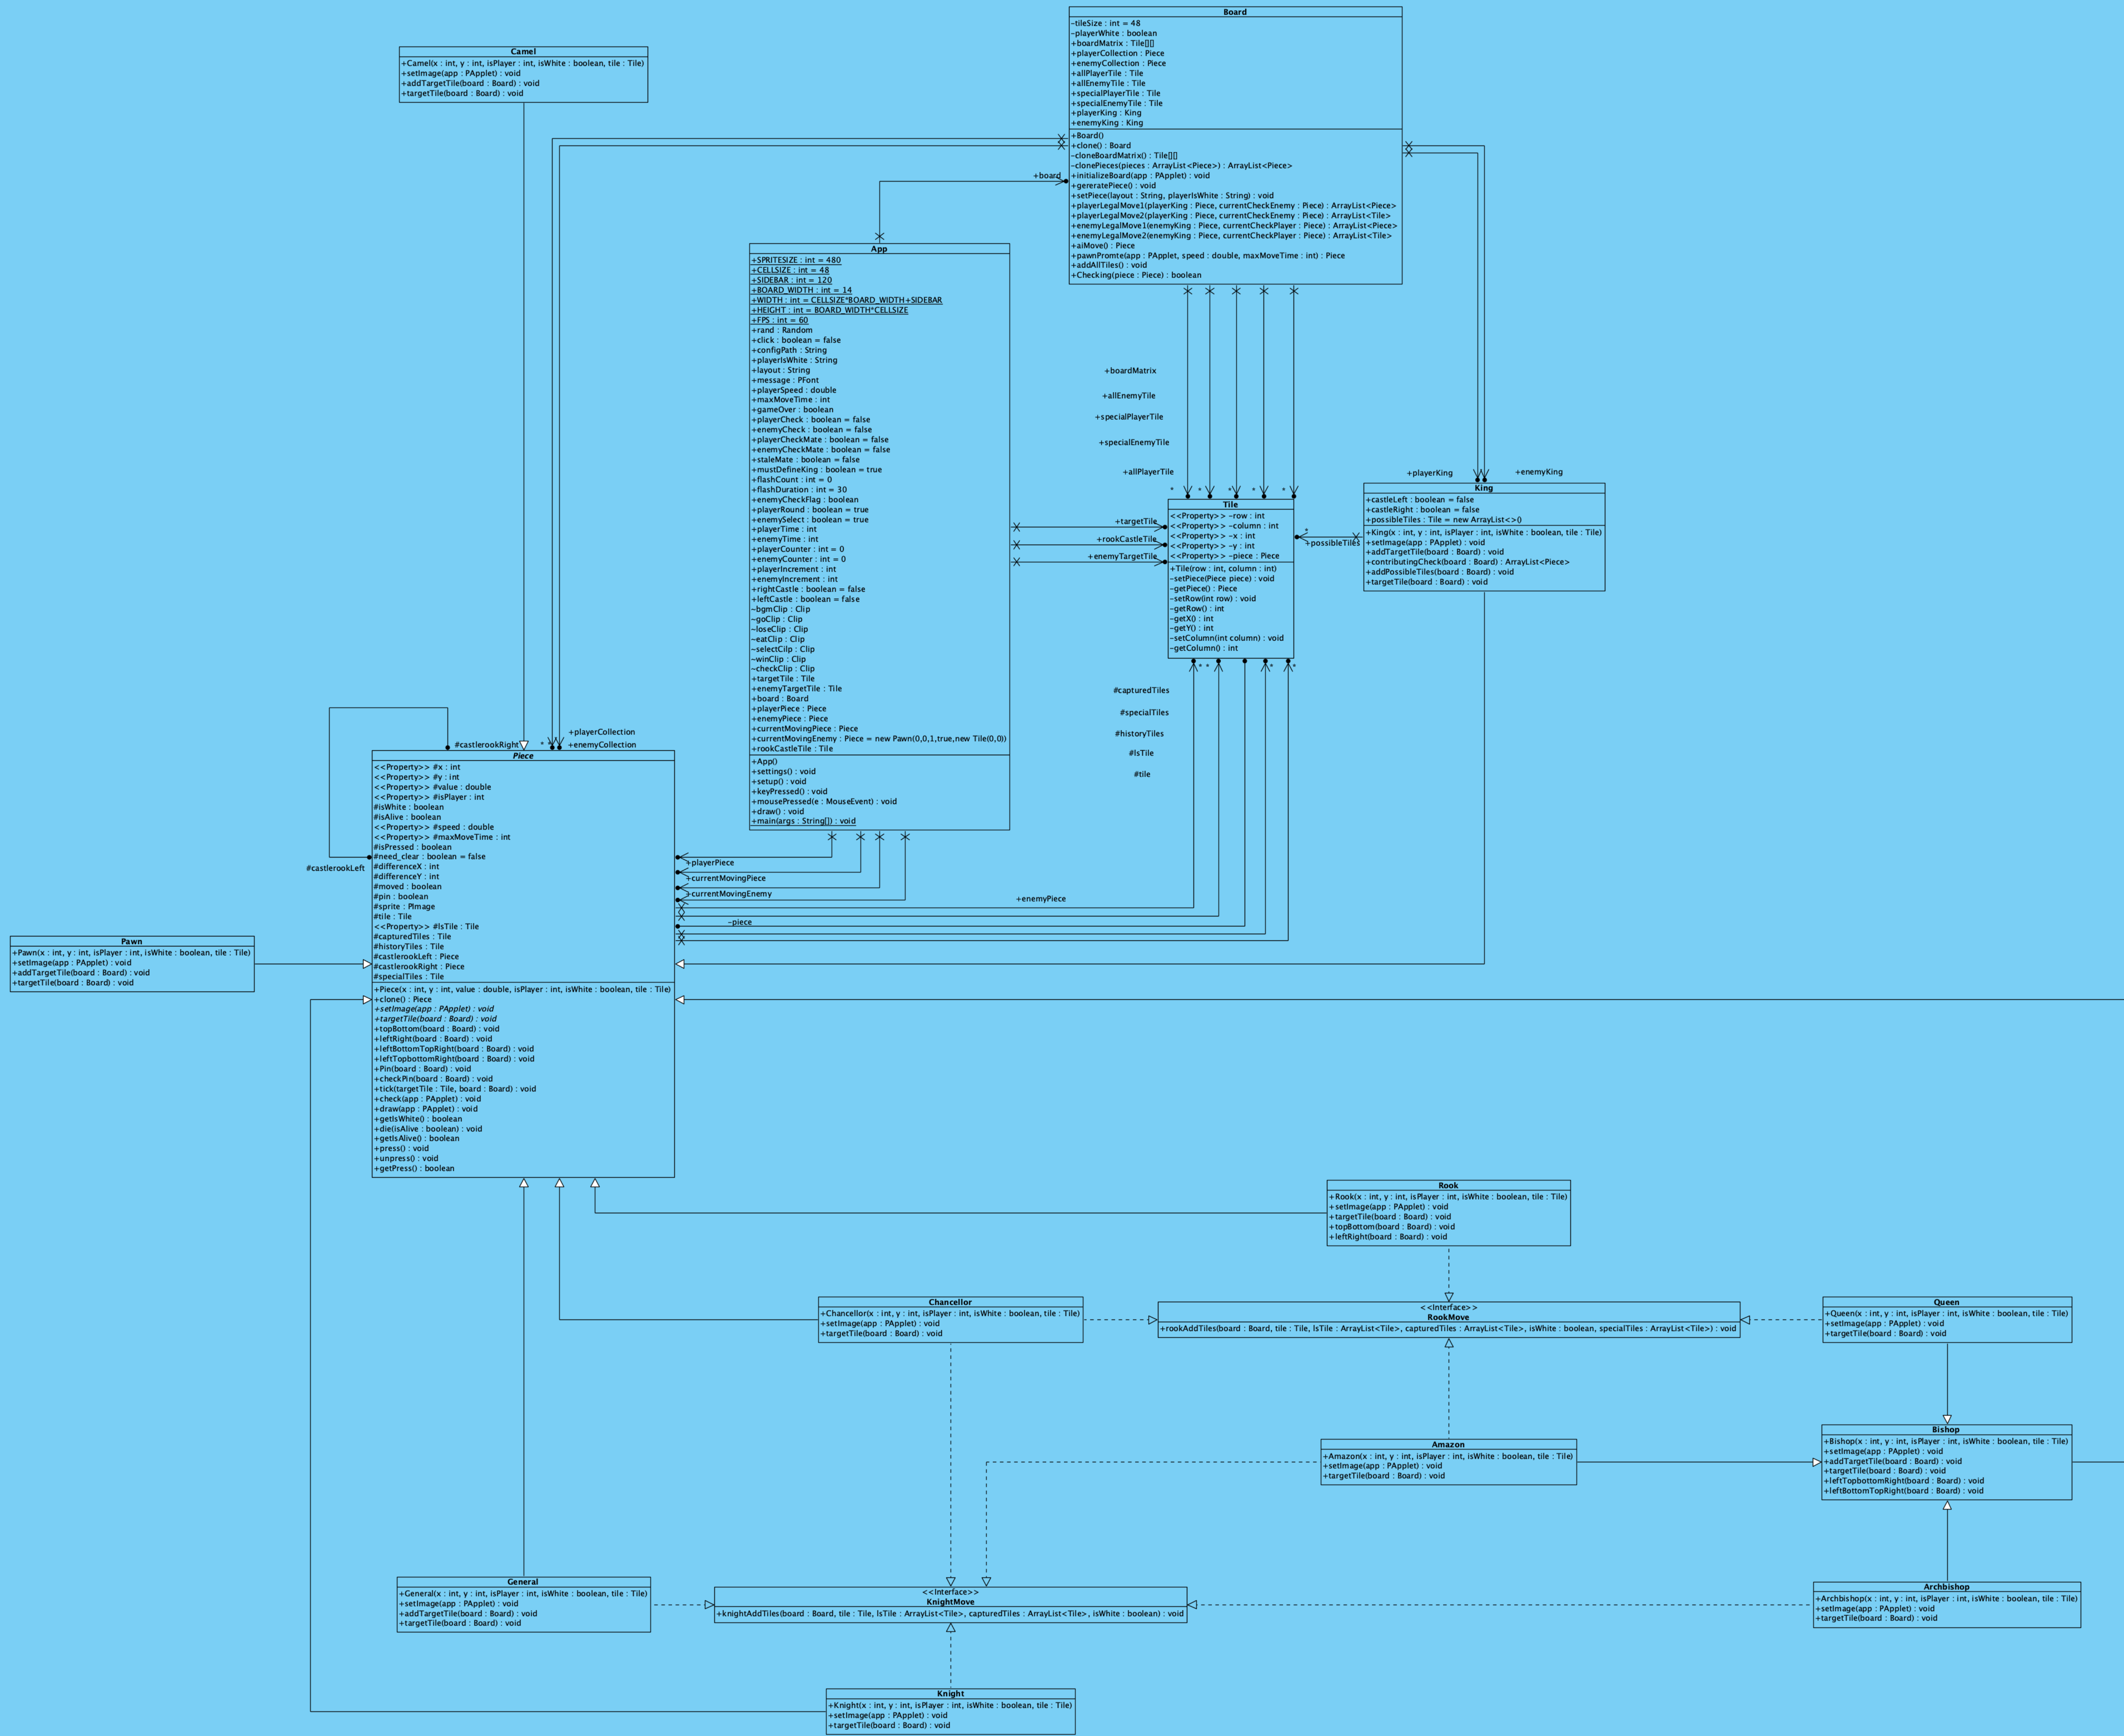 Board
-tileSize : int = 48
-playerWhite : boolean
+boardMatrix : Tile[][]
+playerCollection : Piece
+enemyCollection : Piece
+allPlayerTile : Tile
+allEnemyTile : Tile
+specialPlayerTile : Tile
+specialEnemyTile : Tile
+playerKing : King
+enemyKing : King
+Board()
+clone() : Board
-cloneBoardMatrix() : Tile[][]
-clonePieces(pieces : ArrayList<Piece>) : ArrayList<Piece>
+initializeBoard(app : PApplet) : void
+gereratePiece() : void
+setPiece(layout : String, playerIsWhite : String) : void
+playerLegalMove1(playerKing : Piece, currentCheckEnemy : Piece) : ArrayList<Piece>
+playerLegalMove2(playerKing : Piece, currentCheckEnemy : Piece) : ArrayList<Tile>
+enemyLegalMove1(enemyKing : Piece, currentCheckPlayer : Piece) : ArrayList<Piece>
+enemyLegalMove2(enemyKing : Piece, currentCheckPlayer : Piece) : ArrayList<Tile>
+aiMove() : Piece
+pawnPromte(app : PApplet, speed : double, maxMoveTime : int) : Piece
+addAllTiles() : void
+Checking(piece : Piece) : boolean
Camel
+Camel(x : int, y : int, isPlayer : int, isWhite : boolean, tile : Tile)
+setImage(app : PApplet) : void
+addTargetTile(board : Board) : void
+targetTile(board : Board) : void
+board
App
+SPRITESIZE : int = 480
+CELLSIZE : int = 48
+SIDEBAR : int = 120
+BOARD_WIDTH : int = 14
+WIDTH : int = CELLSIZE*BOARD_WIDTH+SIDEBAR
+HEIGHT : int = BOARD_WIDTH*CELLSIZE
+FPS : int = 60
+rand : Random
+click : boolean = false
+configPath : String
+playerIsWhite : String
+layout : String
+message : PFont
+playerSpeed : double
+maxMoveTime : int
+gameOver : boolean
+playerCheck : boolean = false
+enemyCheck : boolean = false
+playerCheckMate : boolean = false
+enemyCheckMate : boolean = false
+staleMate : boolean = false
+mustDefineKing : boolean = true
+flashCount : int = 0
+flashDuration : int = 30
+enemyCheckFlag : boolean
+playerRound : boolean = true
+enemySelect : boolean = true
+playerTime : int
+enemyTime : int
+playerCounter : int = 0
+enemyCounter : int = 0
+playerIncrement : int
+enemyIncrement : int
+rightCastle : boolean = false
+leftCastle : boolean = false
~bgmClip : Clip
~goClip : Clip
~loseClip : Clip
~eatClip : Clip
~selectCilp : Clip
~winClip : Clip
~checkClip : Clip
+targetTile : Tile
+enemyTargetTile : Tile
+board : Board
+playerPiece : Piece
+enemyPiece : Piece
+currentMovingPiece : Piece
+currentMovingEnemy : Piece = new Pawn(0,0,1,true,new Tile(0,0))
+rookCastleTile : Tile
+App()
+settings() : void
+setup() : void
+keyPressed() : void
+mousePressed(e : MouseEvent) : void
+draw() : void
+main(args : String[]) : void
+boardMatrix
+allEnemyTile
+specialPlayerTile
+specialEnemyTile
+allPlayerTile
* * * * *
+playerKing
+enemyKing
King
+castleLeft : boolean = false
+castleRight : boolean = false
+possibleTiles : Tile = new ArrayList<>()
+King(x : int, y : int, isPlayer : int, isWhite : boolean, tile : Tile)
+setImage(app : PApplet) : void
+addTargetTile(board : Board) : void
+contributingCheck(board : Board) : ArrayList<Piece>
+addPossibleTiles(board : Board) : void
+targetTile(board : Board) : void
Tile
<<Property>> -row : int
<<Property>> -column : int
<<Property>> -x : int
<<Property>> -y : int
<<Property>> -piece : Piece
+Tile(row : int, column : int)
-setPiece(Piece piece) : void
-getPiece() : Piece
-setRow(int row) : void
-getRow() : int
-getX() : int
-getY() : int
-setColumn(int column) : void
-getColumn() : int
+targetTile
+rookCastleTile
+enemyTargetTile
*
+possibleTiles
* * * *
#capturedTiles
#specialTiles
#historyTiles
#lsTile
#tile
+playerCollection
+enemyCollection
#castlerookRight
* *
#castlerookLeft
Piece
<<Property>> #x : int
<<Property>> #y : int
<<Property>> #value : double
<<Property>> #isPlayer : int
#isWhite : boolean
#isAlive : boolean
<<Property>> #speed : double
<<Property>> #maxMoveTime : int
#isPressed : boolean
#need_clear : boolean = false
#differenceX : int
#differenceY : int
#moved : boolean
#pin : boolean
#sprite : PImage
#tile : Tile
<<Property>> #lsTile : Tile
#capturedTiles : Tile
#historyTiles : Tile
#castlerookLeft : Piece
#castlerookRight : Piece
#specialTiles : Tile
+Piece(x : int, y : int, value : double, isPlayer : int, isWhite : boolean, tile : Tile)
+clone() : Piece
+setImage(app : PApplet) : void
+targetTile(board : Board) : void
+topBottom(board : Board) : void
+leftRight(board : Board) : void
+leftBottomTopRight(board : Board) : void
+leftTopbottomRight(board : Board) : void
+Pin(board : Board) : void
+checkPin(board : Board) : void
+tick(targetTile : Tile, board : Board) : void
+check(app : PApplet) : void
+draw(app : PApplet) : void
+getIsWhite() : boolean
+die(isAlive : boolean) : void
+getIsAlive() : boolean
+press() : void
+unpress() : void
+getPress() : boolean
+playerPiece
+currentMovingPiece
+currentMovingEnemy
+enemyPiece
-piece
Pawn
+Pawn(x : int, y : int, isPlayer : int, isWhite : boolean, tile : Tile)
+setImage(app : PApplet) : void
+addTargetTile(board : Board) : void
+targetTile(board : Board) : void
Rook
+Rook(x : int, y : int, isPlayer : int, isWhite : boolean, tile : Tile)
+setImage(app : PApplet) : void
+targetTile(board : Board) : void
+topBottom(board : Board) : void
+leftRight(board : Board) : void
Chancellor
+Chancellor(x : int, y : int, isPlayer : int, isWhite : boolean, tile : Tile)
+setImage(app : PApplet) : void
+targetTile(board : Board) : void
<<Interface>>
RookMove
+rookAddTiles(board : Board, tile : Tile, lsTile : ArrayList<Tile>, capturedTiles : ArrayList<Tile>, isWhite : boolean, specialTiles : ArrayList<Tile>) : void
Queen
+Queen(x : int, y : int, isPlayer : int, isWhite : boolean, tile : Tile)
+setImage(app : PApplet) : void
+targetTile(board : Board) : void
Amazon
+Amazon(x : int, y : int, isPlayer : int, isWhite : boolean, tile : Tile)
+setImage(app : PApplet) : void
+targetTile(board : Board) : void
Bishop
+Bishop(x : int, y : int, isPlayer : int, isWhite : boolean, tile : Tile)
+setImage(app : PApplet) : void
+addTargetTile(board : Board) : void
+targetTile(board : Board) : void
+leftTopbottomRight(board : Board) : void
+leftBottomTopRight(board : Board) : void
General
+General(x : int, y : int, isPlayer : int, isWhite : boolean, tile : Tile)
+setImage(app : PApplet) : void
+addTargetTile(board : Board) : void
+targetTile(board : Board) : void
<<Interface>>
KnightMove
+knightAddTiles(board : Board, tile : Tile, lsTile : ArrayList<Tile>, capturedTiles : ArrayList<Tile>, isWhite : boolean) : void
Archbishop
+Archbishop(x : int, y : int, isPlayer : int, isWhite : boolean, tile : Tile)
+setImage(app : PApplet) : void
+targetTile(board : Board) : void
Knight
+Knight(x : int, y : int, isPlayer : int, isWhite : boolean, tile : Tile)
+setImage(app : PApplet) : void
+targetTile(board : Board) : void